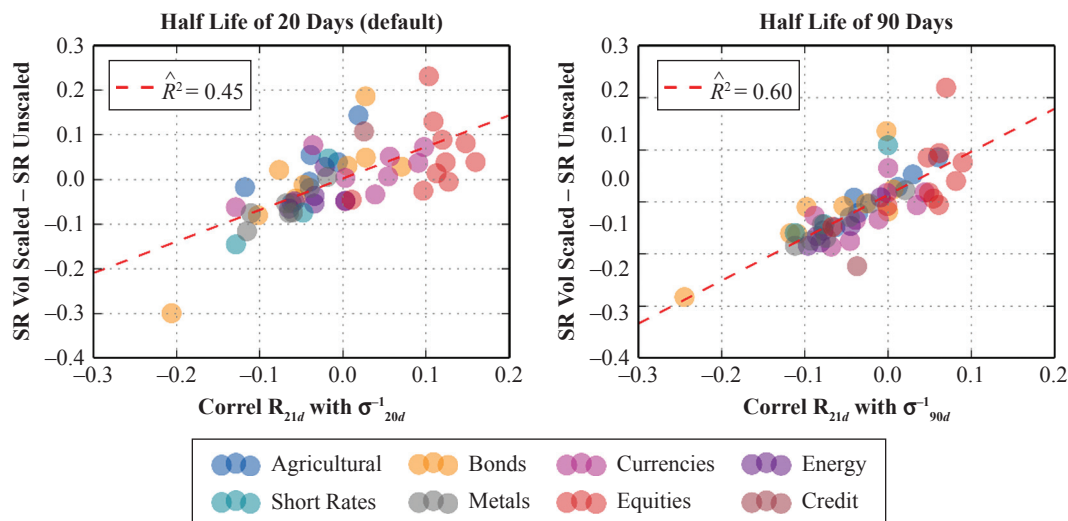 Half Life of 20 Days (default)
SR Vol Scaled – SR Unscaled
0.3
0.2
0.1
0.0
–0.1
–0.2
–0.3
–0.4
R̂² = 0.45
–0.3 –0.2 –0.1 0.0 0.1 0.2
Correl R₂₁d with σ⁻¹₂₀d
Half Life of 90 Days
SR Vol Scaled – SR Unscaled
0.3
0.2
0.1
0.0
–0.1
–0.2
–0.3
–0.4
R̂² = 0.60
–0.3 –0.2 –0.1 0.0 0.1 0.2
Correl R₂₁d with σ⁻¹₉₀d
Agricultural Bonds Currencies Energy
Short Rates Metals Equities Credit